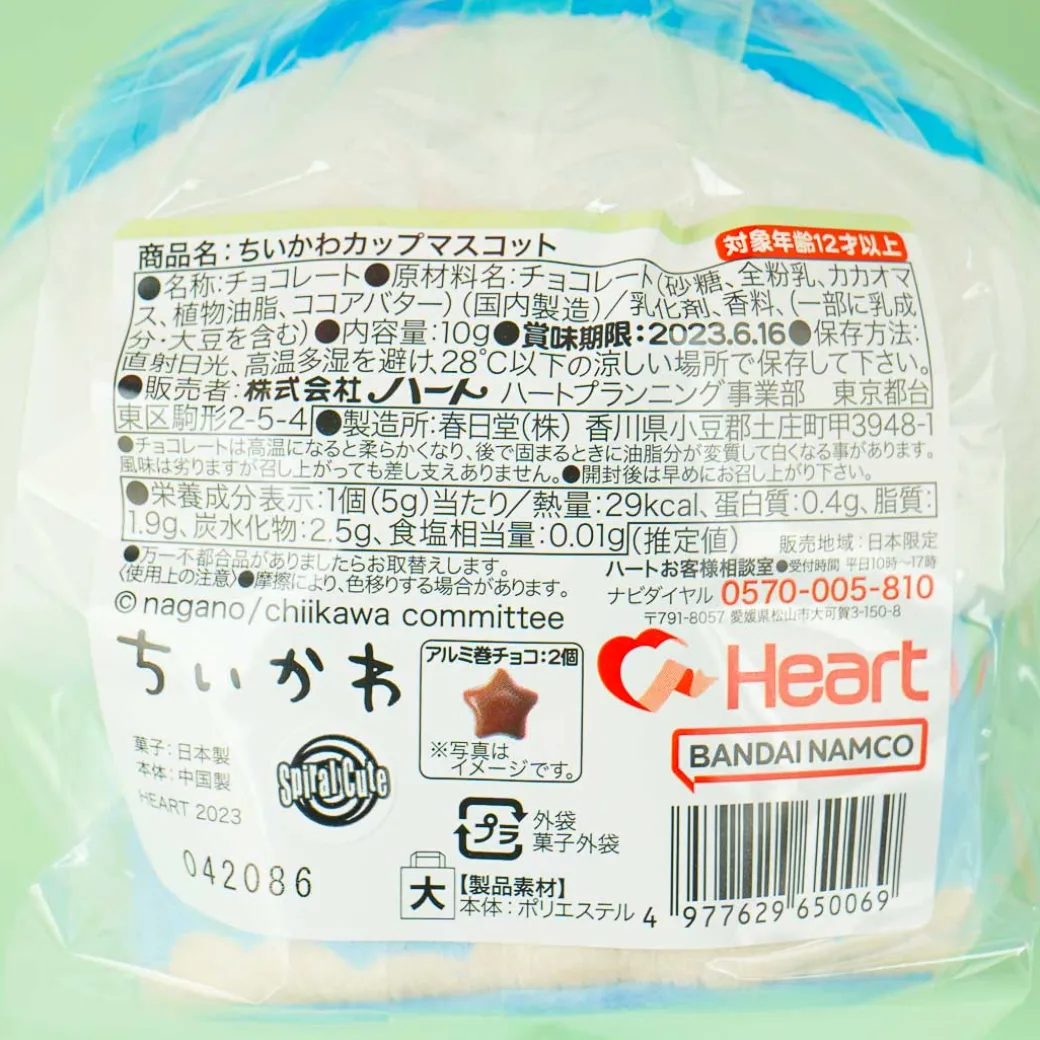 商品名：ちいかわカップマスコット
対象年齢12才以上
●名称：チョコレート●原材料名：チョコレート(砂糖、全粉乳、カカオマ
ス、植物油脂、ココアバター)(国内製造)／乳化剤、香料、(一部に乳成
分・大豆を含む)●内容量：10g●賞味期限：2023.6.16●保存方法：
直射日光、高温多湿を避け、28℃以下の涼しい場所で保存して下さい。
●販売者：株式会社ハート ハートプランニング事業部 東京都台
東区駒形2-5-4●製造所：春日堂(株) 香川県小豆郡土庄町甲3948-1
●チョコレートは高温になると柔らかくなり、後で固まるときに油脂分が変質して白くなる事があります。
風味は劣りますが召し上がっても差し支えありません。●開封後は早めにお召し上がり下さい。
●栄養成分表示：1個(5g)当たり／熱量：29kcal、蛋白質：0.4g、脂質：
1.9g、炭水化物：2.5g、食塩相当量：0.01g(推定値)
販売地域：日本限定
●万一不都合品がありましたらお取替えします。
〈使用上の注意〉●摩擦により、色移りする場合があります。
©nagano/chiikawa committee
ハートお客様相談室●受付時間 平日10時～17時
ナビダイヤル 0570-005-810
〒791-8057 愛媛県松山市大可賀3-150-8
ちいかわ
アルミ巻チョコ：2個
※写真は
イメージです。
Heart
BANDAI NAMCO
菓子：日本製
本体：中国製
HEART 2023
Spiral Cute
042086
プラ
外袋
菓子外袋
大
【製品素材】
本体：ポリエステル
4 977629 650069